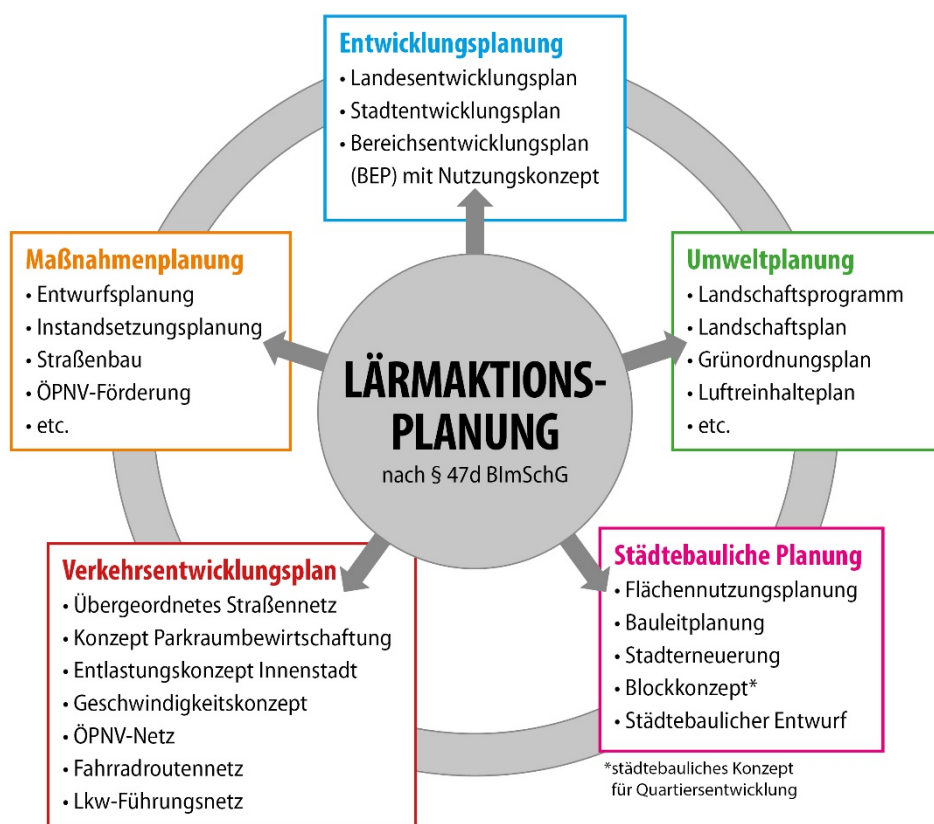 Entwicklungsplanung
• Landesentwicklungsplan
• Stadtentwicklungsplan
• Bereichsentwicklungsplan
(BEP) mit Nutzungskonzept
Maßnahmenplanung
• Entwurfsplanung
• Instandsetzungsplanung
• Straßenbau
• ÖPNV-Förderung
• etc.
Umweltplanung
• Landschaftsprogramm
• Landschaftsplan
• Grünordnungsplan
• Luftreinhalteplan
• etc.
LÄRMAKTIONS-
PLANUNG
nach § 47d BImSchG
Verkehrsentwicklungsplan
• Übergeordnetes Straßennetz
• Konzept Parkraumbewirtschaftung
• Entlastungskonzept Innenstadt
• Geschwindigkeitskonzept
• ÖPNV-Netz
• Fahrradroutennetz
• Lkw-Führungsnetz
Städtebauliche Planung
• Flächennutzungsplanung
• Bauleitplanung
• Stadterneuerung
• Blockkonzept*
• Städtebaulicher Entwurf
*städtebauliches Konzept
für Quartiersentwicklung